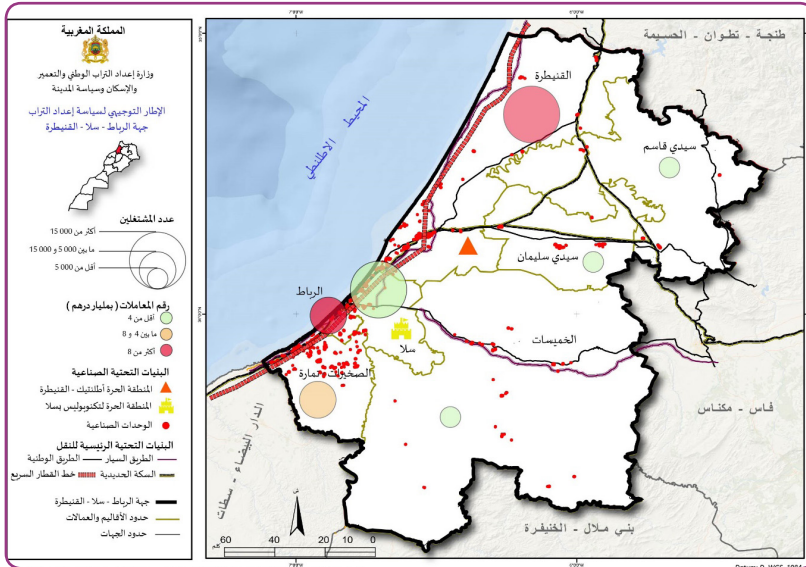 المملكة المغربية
وزارة إعداد التراب الوطني والتعمير
والإسكان وسياسة المدينة
الإطار التوجيهي لسياسة إعداد التراب
جهة الرباط - سلا - القنيطرة
عدد المشتغلين
أكثر من 15 000
ما بين 5 000 و 15 000
أقل من 5 000
رقم المعاملات ( بمليار درهم )
أقل من 4
ما بين 4 و 8
أكثر من 8
البنيات التحتية الصناعية
المنطقة الحرة أطلنتيك - القنيطرة
المنطقة الحرة لتكنوبوليس بسلا
الوحدات الصناعية
البنيات التحتية الرئيسية للنقل
الطريق السيار
الطريق الوطنية
السكة الحديدية
خط القطار السريع
جهة الرباط - سلا - القنيطرة
حدود الأقاليم والعمالات
حدود الجهات
طنجة - تطوان - الحسيمة
المحيط الاطلنطي
القنيطرة
سيدي قاسم
سيدي سليمان
الرباط
سلا
الخميسات
الصخيرات - تمارة
فاس - مكناس
الدار البيضاء - سطات
بني ملال - الخنيفرة
60 40 20 0
كلم